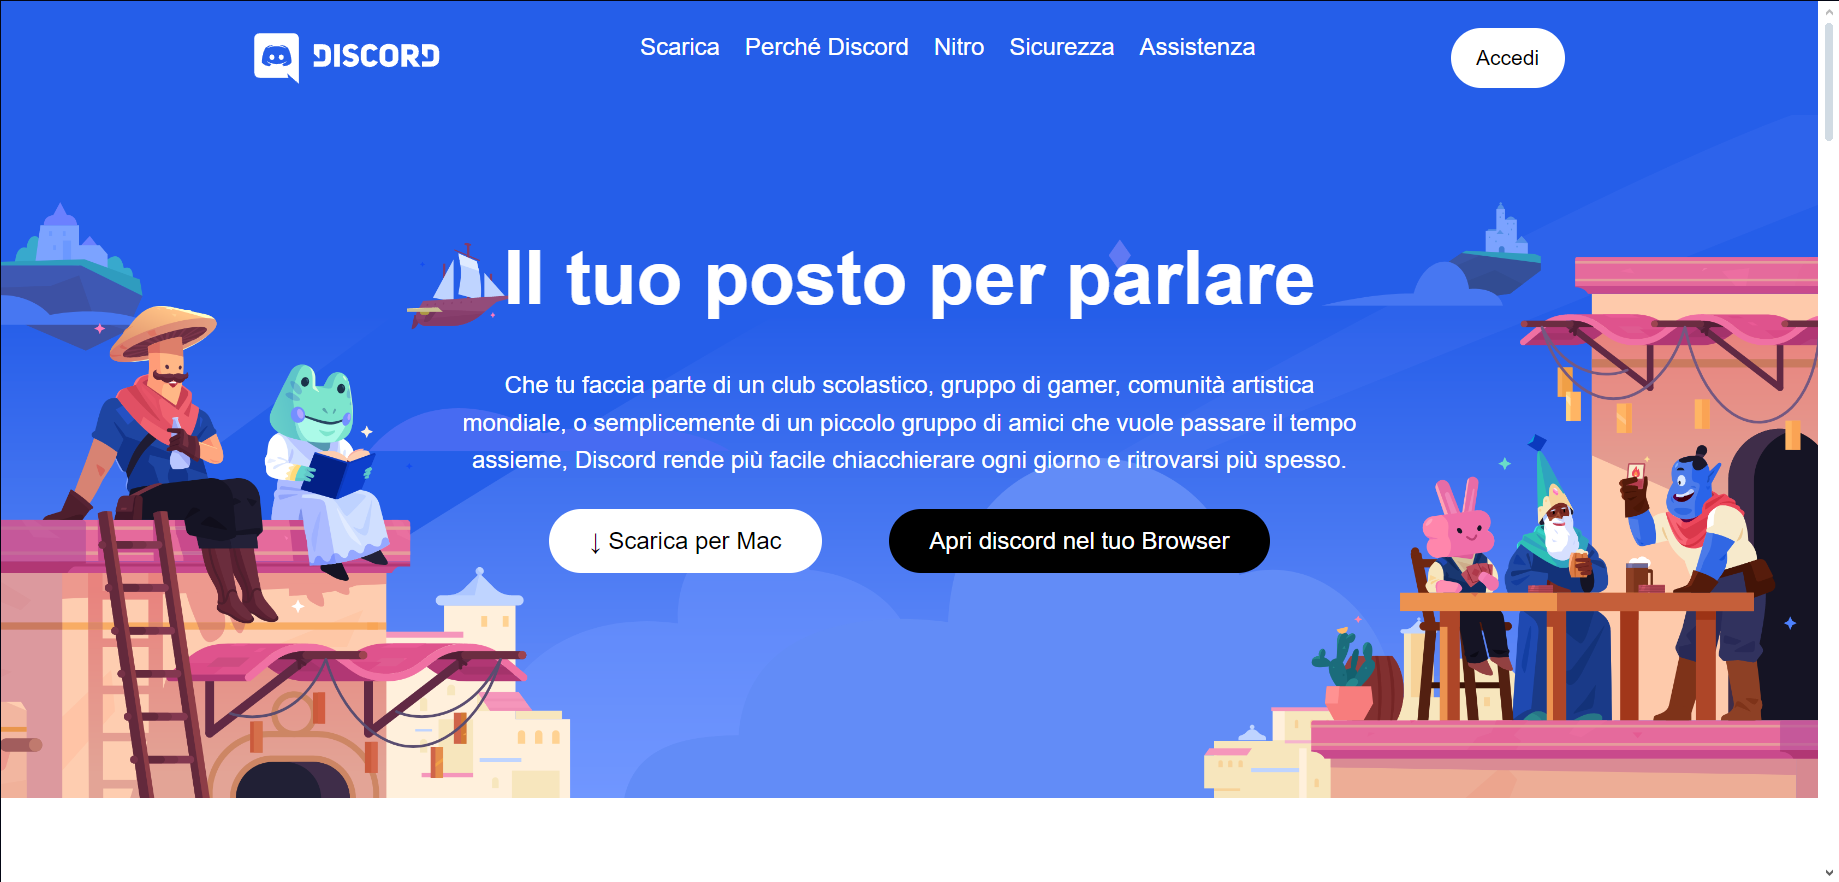 DISCORD
Scarica Perché Discord Nitro Sicurezza Assistenza
Accedi
Il tuo posto per parlare
Che tu faccia parte di un club scolastico, gruppo di gamer, comunità artistica
mondiale, o semplicemente di un piccolo gruppo di amici che vuole passare il tempo
assieme, Discord rende più facile chiacchierare ogni giorno e ritrovarsi più spesso.
↓ Scarica per Mac
Apri discord nel tuo Browser